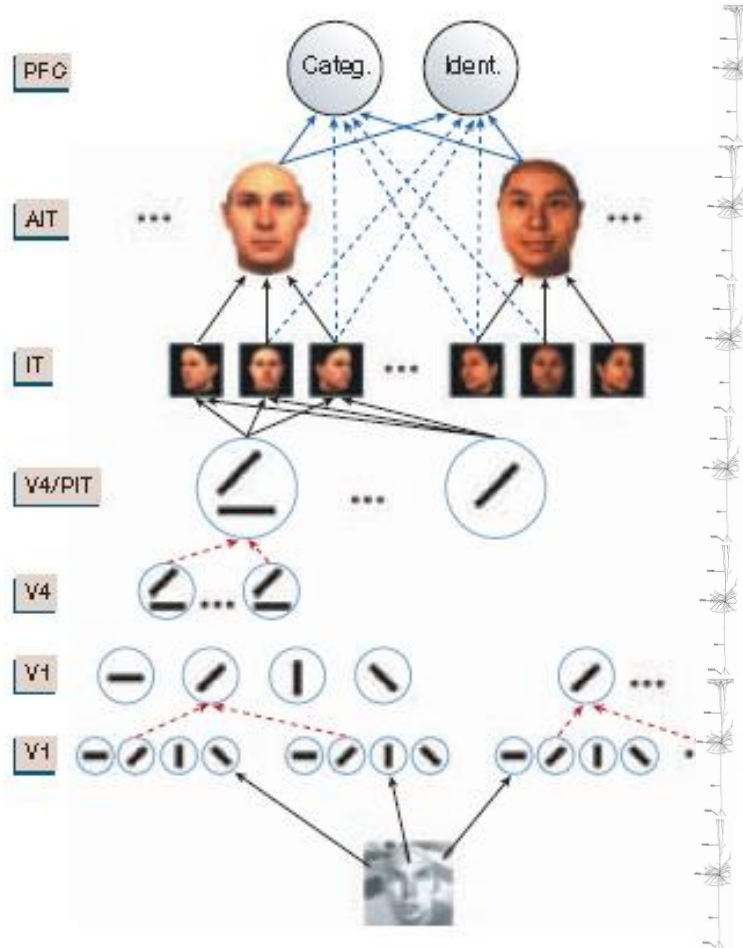 PFC
Categ.
Ident.
AIT
IT
V4/PIT
V4
V1
V1